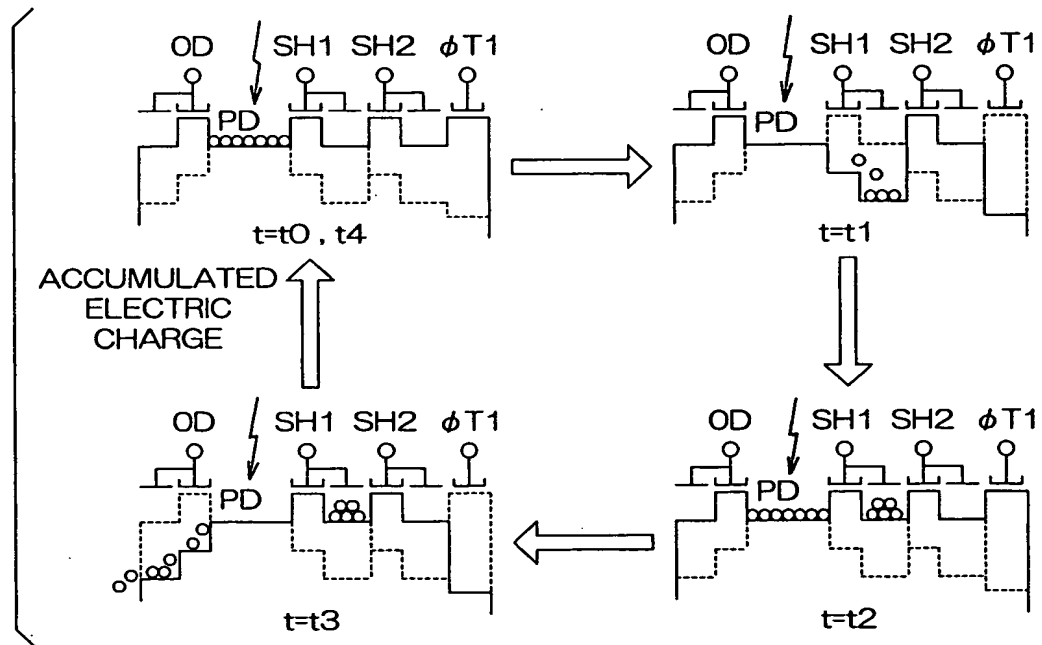 OD SH1 SH2 φT1
PD
t=t0 , t4
OD SH1 SH2 φT1
PD
t=t1
ACCUMULATED
ELECTRIC
CHARGE
OD SH1 SH2 φT1
PD
t=t3
OD SH1 SH2 φT1
PD
t=t2